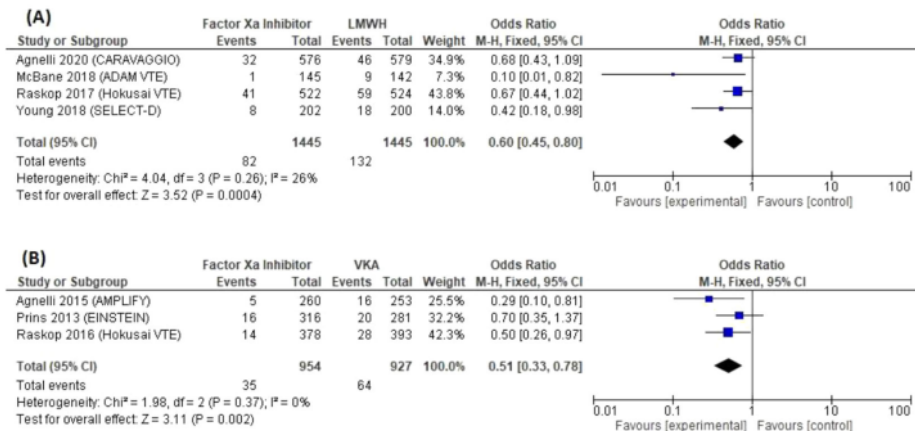 (A)
Factor Xa Inhibitor LMWH Odds Ratio Odds Ratio
Study or Subgroup Events Total Events Total Weight M-H, Fixed, 95% CI M-H, Fixed, 95% CI
Agnelli 2020 (CARAVAGGIO) 32 576 46 579 34.9% 0.68 [0.43, 1.09]
McBane 2018 (ADAM VTE) 1 145 9 142 7.3% 0.10 [0.01, 0.82]
Raskop 2017 (Hokusai VTE) 41 522 59 524 43.8% 0.67 [0.44, 1.02]
Young 2018 (SELECT-D) 8 202 18 200 14.0% 0.42 [0.18, 0.98]
Total (95% CI) 1445 1445 100.0% 0.60 [0.45, 0.80]
Total events 82 132
Heterogeneity: Chi² = 4.04, df = 3 (P = 0.26); I² = 26%
Test for overall effect: Z = 3.52 (P = 0.0004)
0.01 0.1 1 10 100
Favours [experimental] Favours [control]
(B)
Factor Xa Inhibitor VKA Odds Ratio Odds Ratio
Study or Subgroup Events Total Events Total Weight M-H, Fixed, 95% CI M-H, Fixed, 95% CI
Agnelli 2015 (AMPLIFY) 5 260 16 253 25.5% 0.29 [0.10, 0.81]
Prins 2013 (EINSTEIN) 16 316 20 281 32.2% 0.70 [0.35, 1.37]
Raskop 2016 (Hokusai VTE) 14 378 28 393 42.3% 0.50 [0.26, 0.97]
Total (95% CI) 954 927 100.0% 0.51 [0.33, 0.78]
Total events 35 64
Heterogeneity: Chi² = 1.98, df = 2 (P = 0.37); I² = 0%
Test for overall effect: Z = 3.11 (P = 0.002)
0.01 0.1 1 10 100
Favours [experimental] Favours [control]